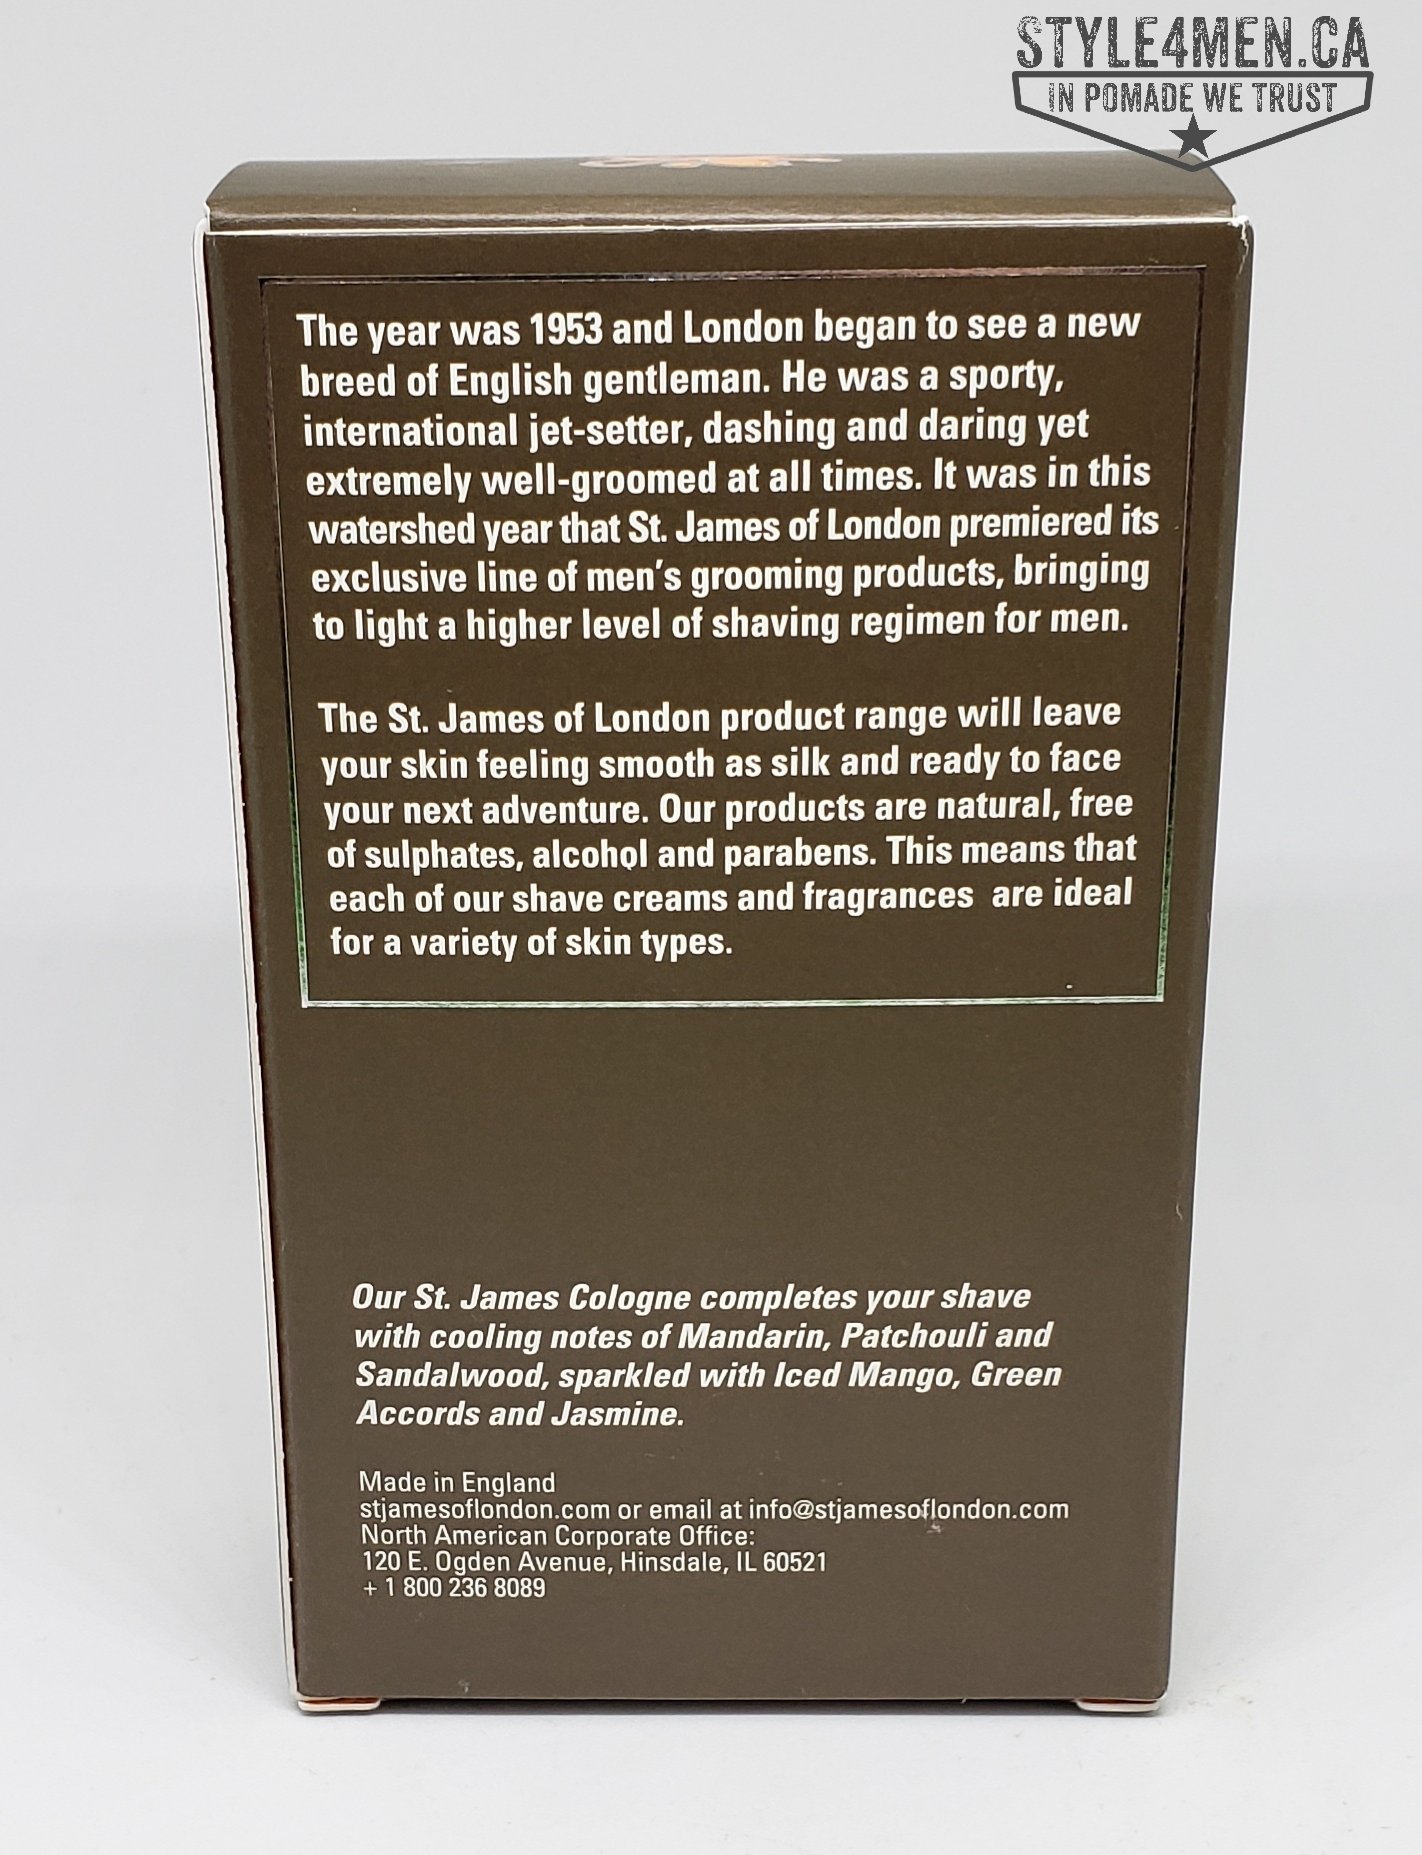 STYLE4MEN.CA
IN POMADE WE TRUST
The year was 1953 and London began to see a new
breed of English gentleman. He was a sporty,
international jet-setter, dashing and daring yet
extremely well-groomed at all times. It was in this
watershed year that St. James of London premiered its
exclusive line of men's grooming products, bringing
to light a higher level of shaving regimen for men.
The St. James of London product range will leave
your skin feeling smooth as silk and ready to face
your next adventure. Our products are natural, free
of sulphates, alcohol and parabens. This means that
each of our shave creams and fragrances are ideal
for a variety of skin types.
Our St. James Cologne completes your shave
with cooling notes of Mandarin, Patchouli and
Sandalwood, sparkled with Iced Mango, Green
Accords and Jasmine.
Made in England
stjamesoflondon.com or email at info@stjamesoflondon.com
North American Corporate Office:
120 E. Ogden Avenue, Hinsdale, IL 60521
+ 1 800 236 8089